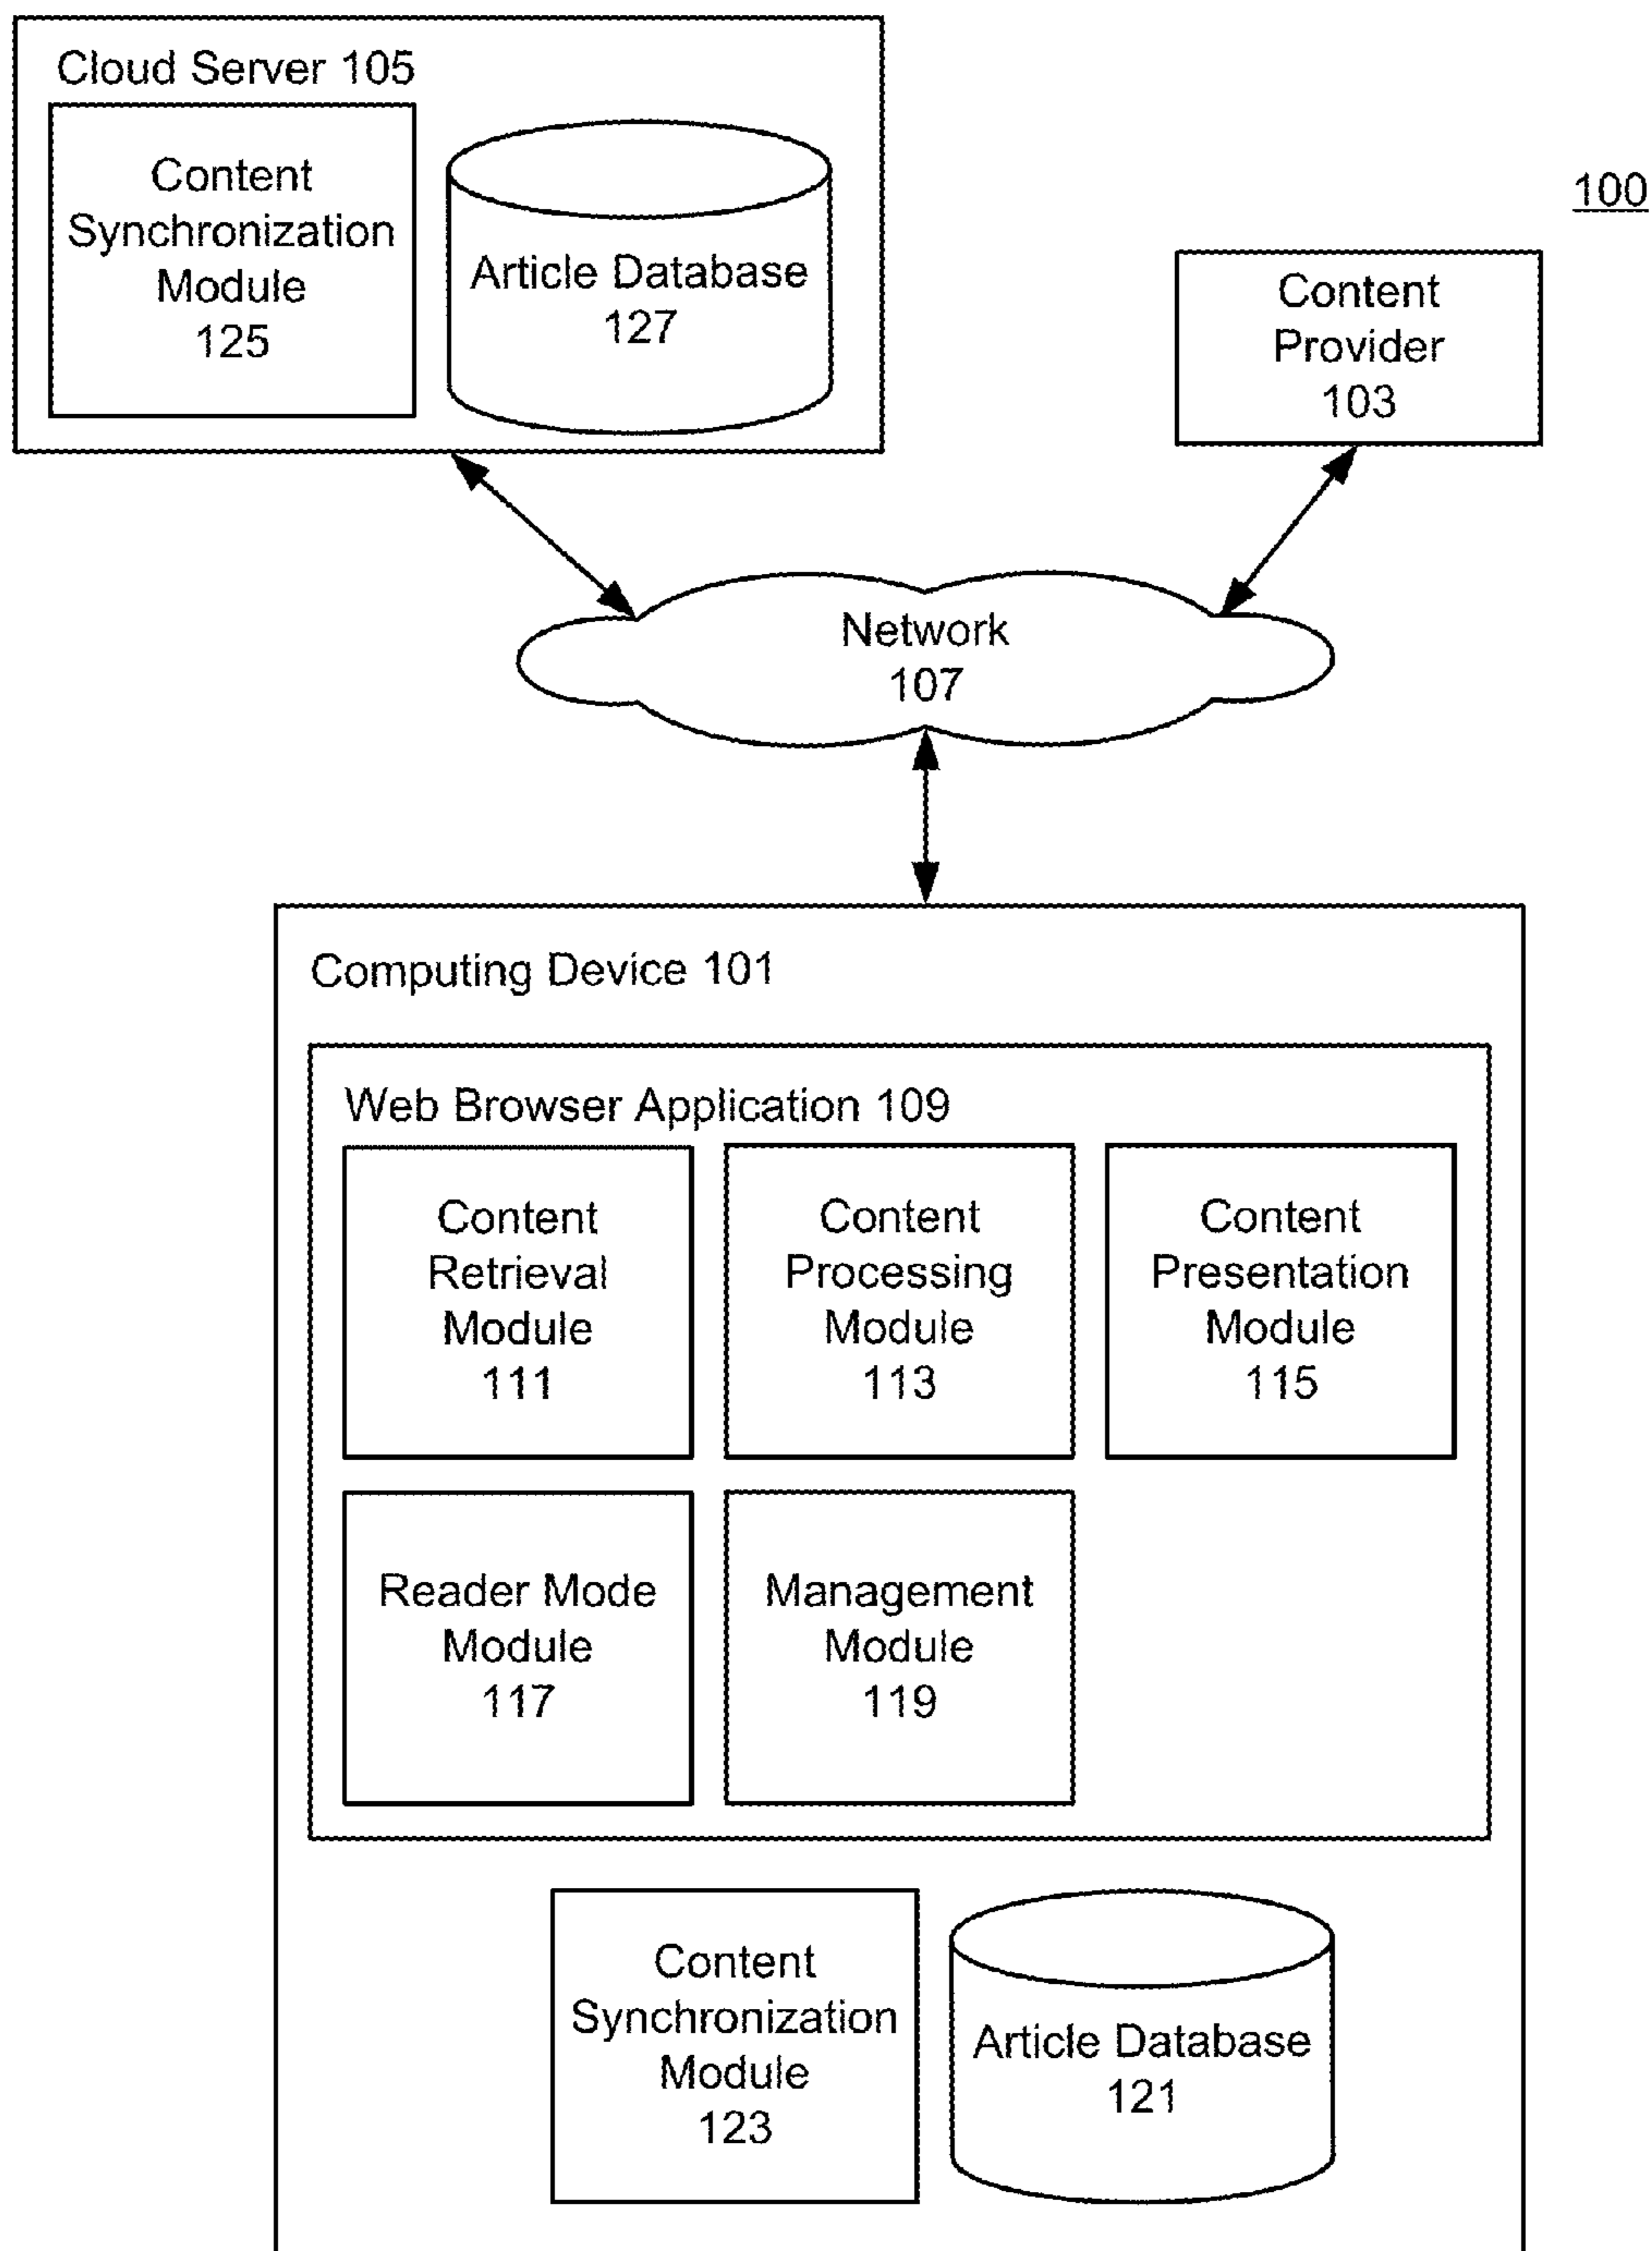 Cloud Server 105
Content
Synchronization
Module
125
Article Database
127
100
Content
Provider
103
Network
107
Computing Device 101
Web Browser Application 109
Content
Retrieval
Module
111
Content
Processing
Module
113
Content
Presentation
Module
115
Reader Mode
Module
117
Management
Module
119
Content
Synchronization
Module
123
Article Database
121